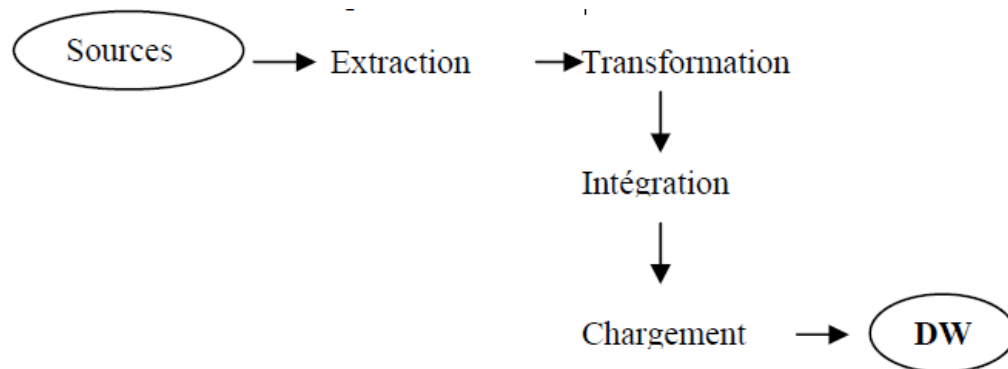 Sources
Extraction
Transformation
Intégration
Chargement
DW